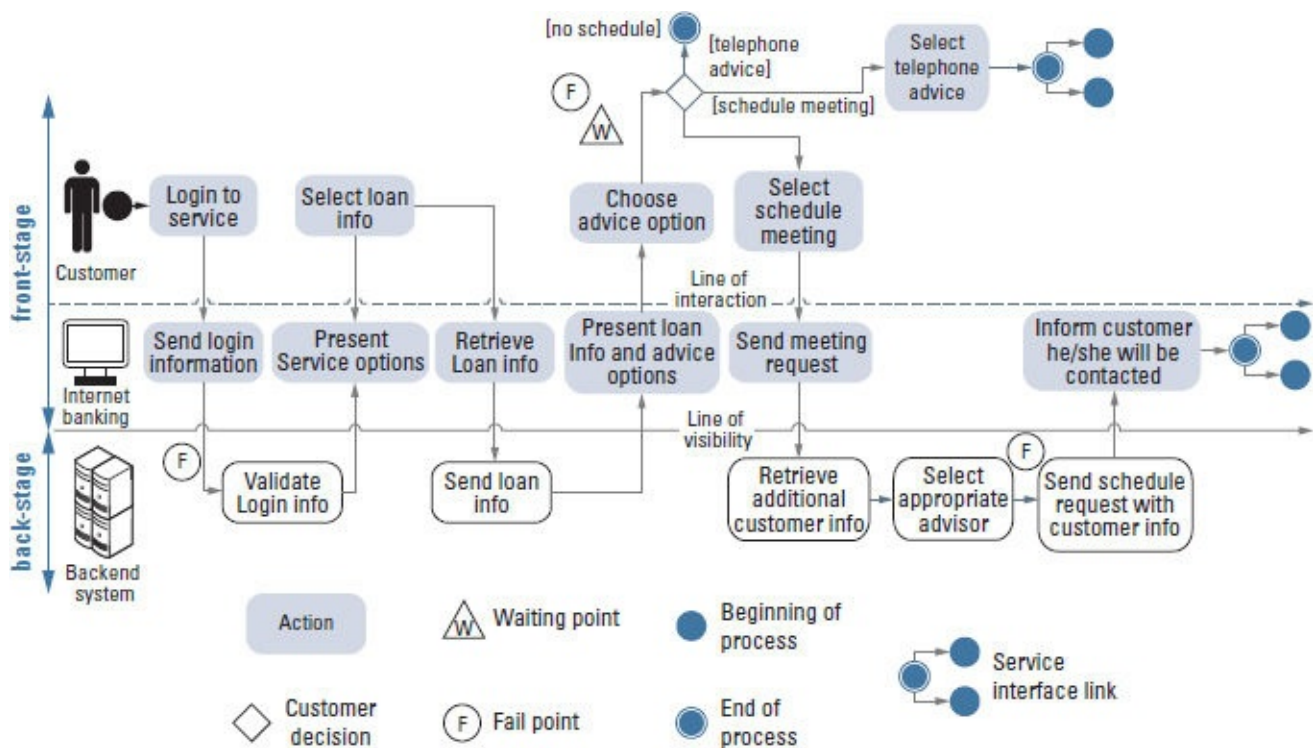 [no schedule]
[telephone
advice]
Select
telephone
advice
F
W
[schedule meeting]
front-stage
Login to
service
Select loan
info
Choose
advice option
Select
schedule
meeting
Customer
Line of
interaction
Send login
information
Present
Service options
Retrieve
Loan info
Present loan
Info and advice
options
Send meeting
request
Inform customer
he/she will be
contacted
Internet
banking
Line of
visibility
back-stage
F
Validate
Login info
Send loan
info
Retrieve
additional
customer info
Select
appropriate
advisor
F
Send schedule
request with
customer info
Backend
system
Action
W
Waiting point
Beginning of
process
Service
interface link
Customer
decision
F
Fail point
End of
process